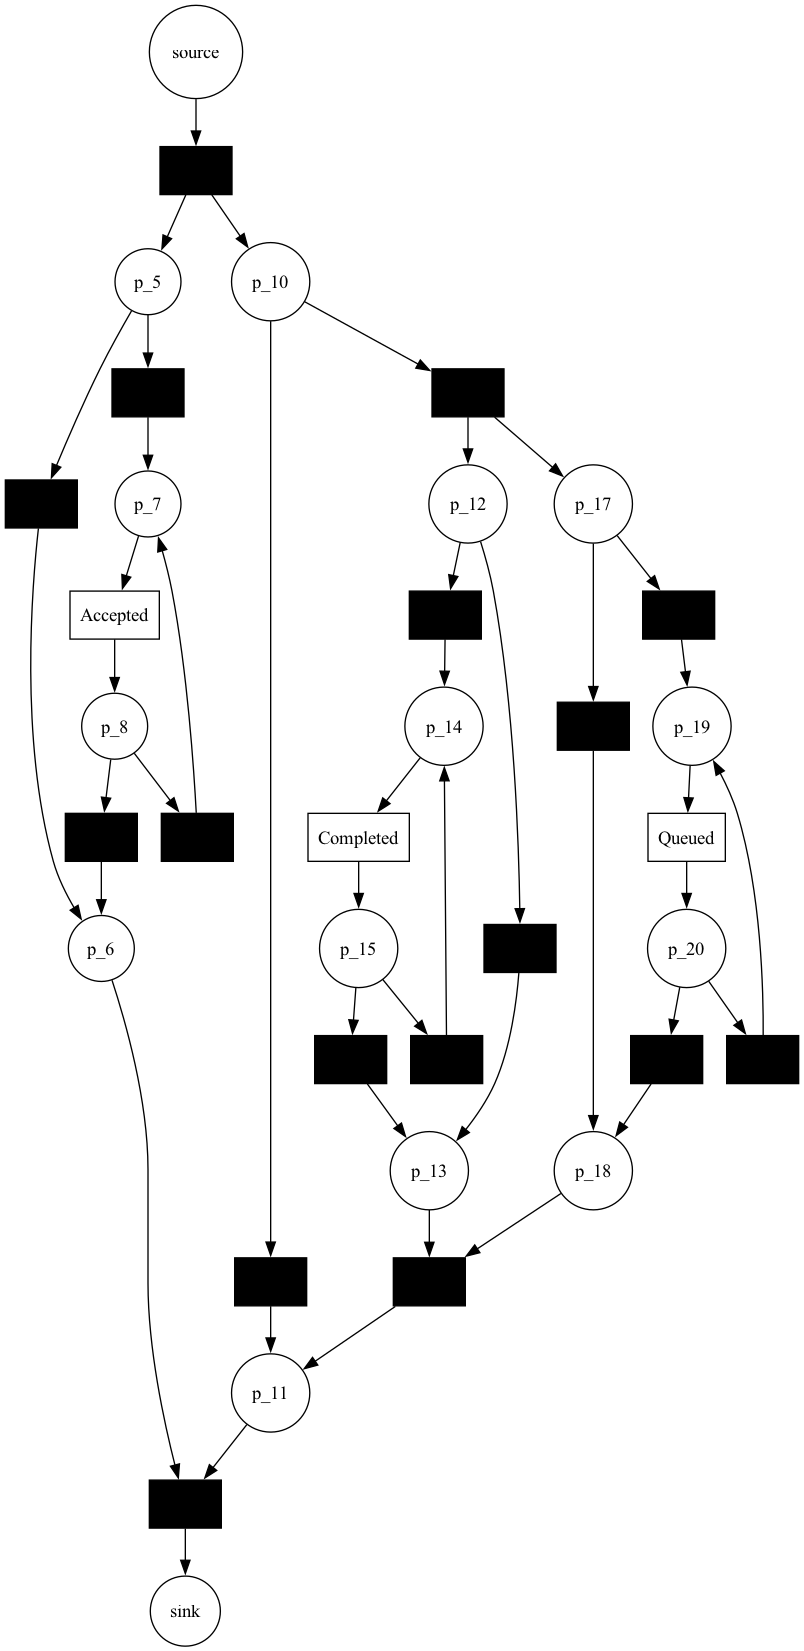 source
p_5
p_10
p_7
p_12
p_17
Accepted
p_8
p_14
p_19
Completed
Queued
p_6
p_15
p_20
p_13
p_18
p_11
sink